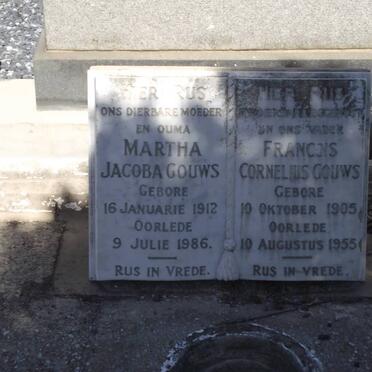 HIER RUS
ONS DIERBARE MOEDER
EN OUMA
MARTHA
JACOBA GOUWS
GEBORE
16 JANUARIE 1912
OORLEDE
9 JULIE 1986.
RUS IN VREDE.
HIER RUS
EN ONS VADER
FRANCOIS
CORNELIUS GOUWS
GEBORE
10 OKTOBER 1905
OORLEDE
10 AUGUSTUS 1955
RUS IN VREDE.